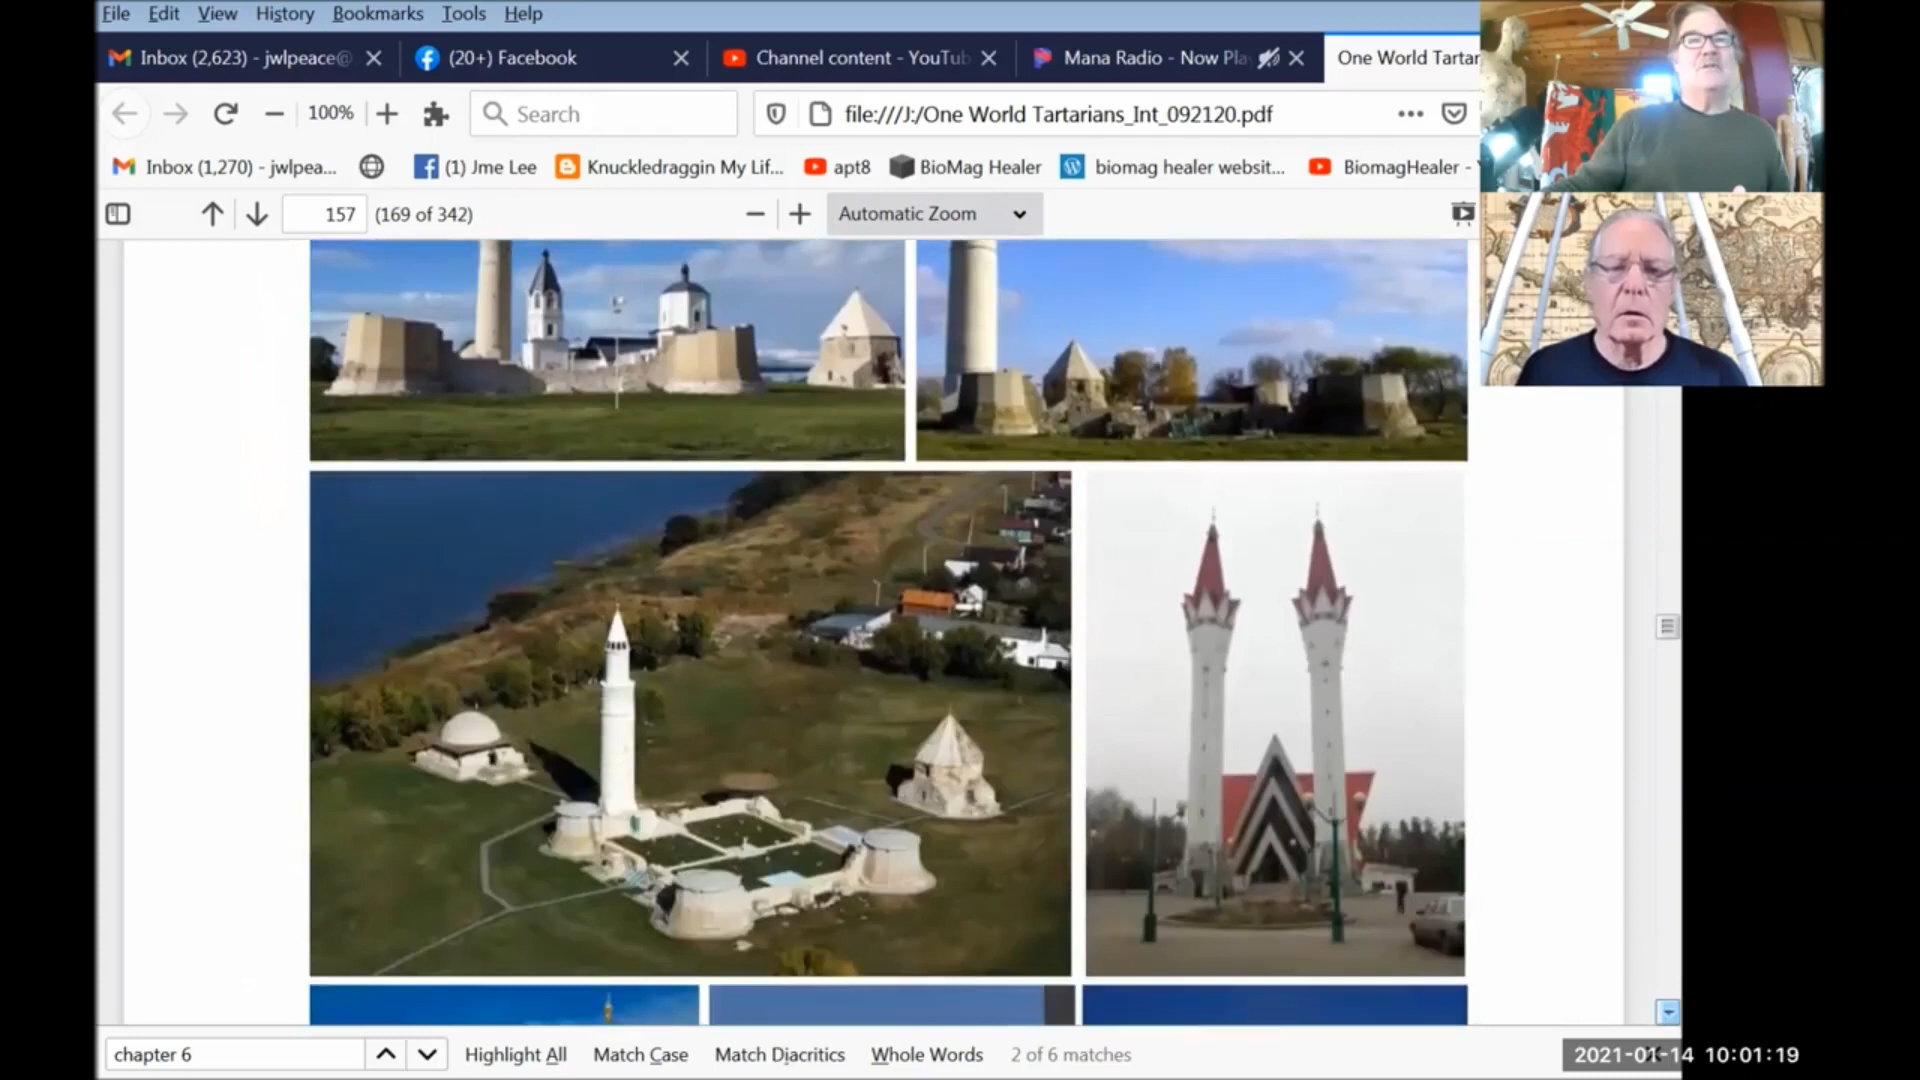 File Edit View History Bookmarks Tools Help
Inbox (2,623) - jwlpeace@
(20+) Facebook
Channel content - YouTub
Mana Radio - Now Pla
One World Tartar
100%
Search
file:///J:/One World Tartarians_Int_092120.pdf
Inbox (1,270) - jwlpea...
(1) Jme Lee
Knuckledraggin My Lif...
apt8
BioMag Healer
biomag healer websit...
BiomagHealer -
157 (169 of 342)
Automatic Zoom
chapter 6
Highlight All
Match Case
Match Diacritics
Whole Words
2 of 6 matches
2021-01-14 10:01:19